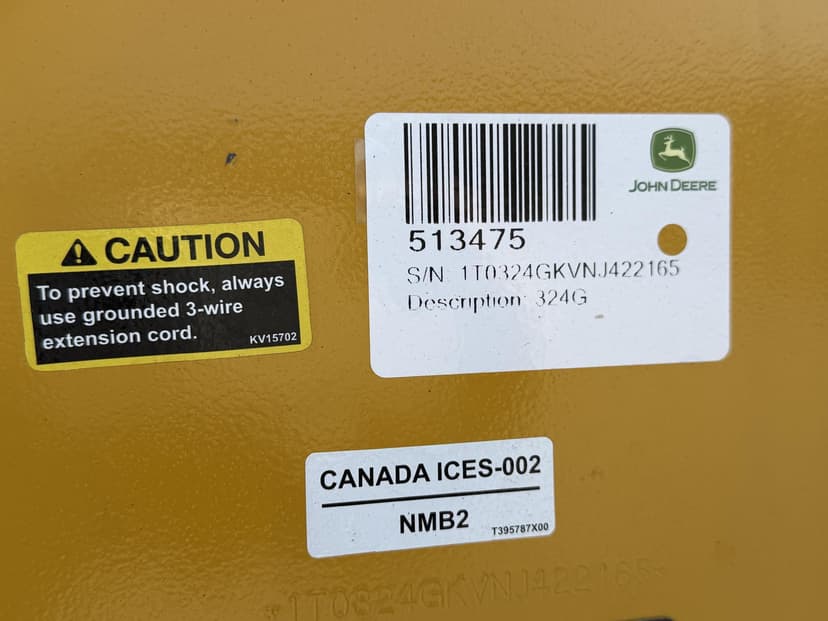 CAUTION
To prevent shock, always
use grounded 3-wire
extension cord.
KV15702
513475
JOHN DEERE
S/N: 1T0324GKVNJ422165
Description: 324G
CANADA ICES-002
NMB2
T395787X00
*1T0324GKVNJ422165*